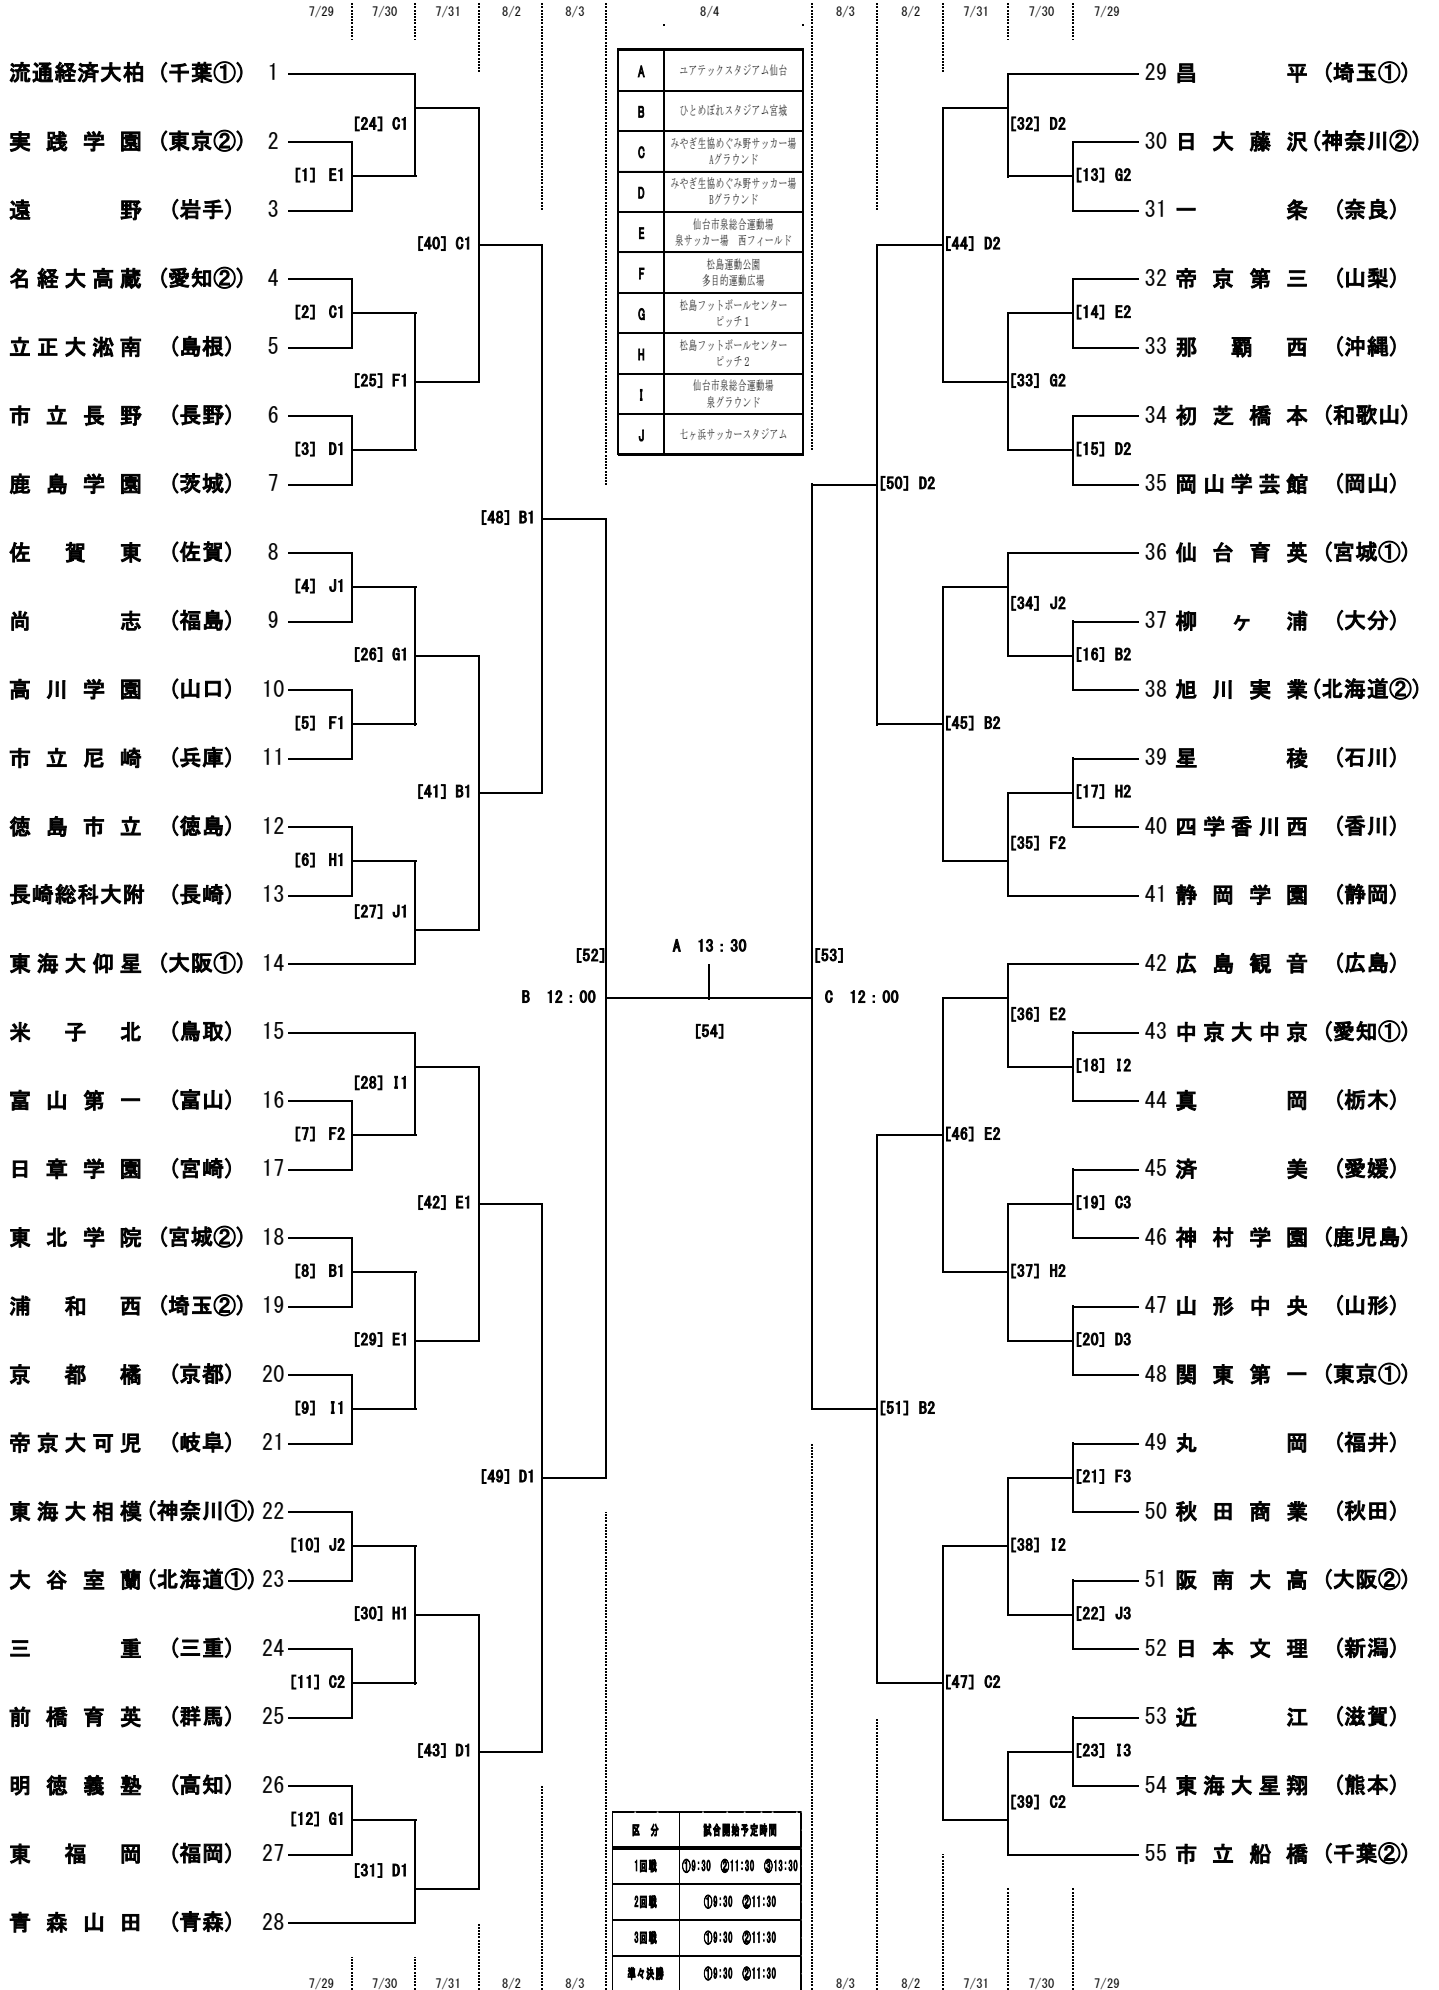 7/29 7/30 7/31 8/2 8/3 8/4 8/3 8/2 7/31 7/30 7/29
流通経済大柏 (千葉①) 1
実践学園 (東京②) 2
遠野 (岩手) 3
名経大高蔵 (愛知②) 4
立正大淞南 (島根) 5
市立長野 (長野) 6
鹿島学園 (茨城) 7
佐賀東 (佐賀) 8
尚志 (福島) 9
高川学園 (山口) 10
市立尼崎 (兵庫) 11
徳島市立 (徳島) 12
長崎総科大附 (長崎) 13
東海大仰星 (大阪①) 14
米子北 (鳥取) 15
富山第一 (富山) 16
日章学園 (宮崎) 17
東北学院 (宮城②) 18
浦和西 (埼玉②) 19
京都橘 (京都) 20
帝京大可児 (岐阜) 21
東海大相模 (神奈川①) 22
大谷室蘭 (北海道①) 23
三重 (三重) 24
前橋育英 (群馬) 25
明徳義塾 (高知) 26
東福岡 (福岡) 27
青森山田 (青森) 28
[1] E1
[2] C1
[3] D1
[4] J1
[5] F1
[6] H1
[7] F2
[8] B1
[9] I1
[10] J2
[11] C2
[12] G1
[24] C1
[25] F1
[26] G1
[27] J1
[28] I1
[29] E1
[30] H1
[31] D1
[40] C1
[41] B1
[42] E1
[43] D1
[48] B1
[49] D1
[52]
B 12:00
A ユアテックスタジアム仙台
B ひとめぼれスタジアム宮城
C みやぎ生協めぐみ野サッカー場
Aグラウンド
D みやぎ生協めぐみ野サッカー場
Bグラウンド
E 仙台市泉総合運動場
泉サッカー場 西フィールド
F 松島運動公園
多目的運動広場
G 松島フットボールセンター
ピッチ1
H 松島フットボールセンター
ピッチ2
I 仙台市泉総合運動場
泉グラウンド
J 七ヶ浜サッカースタジアム
A 13:30
[54]
[53]
C 12:00
[50] D2
[51] B2
[44] D2
[45] B2
[46] E2
[47] C2
[32] D2
[33] G2
[34] J2
[35] F2
[36] E2
[37] H2
[38] I2
[39] C2
[13] G2
[14] E2
[15] D2
[16] B2
[17] H2
[18] I2
[19] C3
[20] D3
[21] F3
[22] J3
[23] I3
29 昌平 (埼玉①)
30 日大藤沢 (神奈川②)
31 一条 (奈良)
32 帝京第三 (山梨)
33 那覇西 (沖縄)
34 初芝橋本 (和歌山)
35 岡山学芸館 (岡山)
36 仙台育英 (宮城①)
37 柳ヶ浦 (大分)
38 旭川実業 (北海道②)
39 星稜 (石川)
40 四学香川西 (香川)
41 静岡学園 (静岡)
42 広島観音 (広島)
43 中京大中京 (愛知①)
44 真岡 (栃木)
45 済美 (愛媛)
46 神村学園 (鹿児島)
47 山形中央 (山形)
48 関東第一 (東京①)
49 丸岡 (福井)
50 秋田商業 (秋田)
51 阪南大高 (大阪②)
52 日本文理 (新潟)
53 近江 (滋賀)
54 東海大星翔 (熊本)
55 市立船橋 (千葉②)
区分 試合開始予定時間
1回戦 ①9:30 ②11:30 ③13:30
2回戦 ①9:30 ②11:30
3回戦 ①9:30 ②11:30
準々決勝 ①9:30 ②11:30
7/29 7/30 7/31 8/2 8/3 8/3 8/2 7/31 7/30 7/29